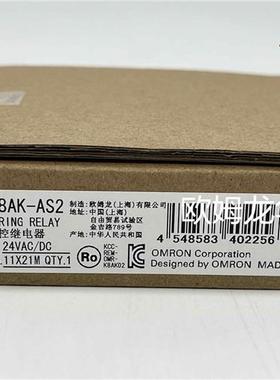 8AK-AS2
RING RELAY
控继电器
24VAC/DC
11X21M QTY.1
制造:欧姆龙(上海)有限公司
地址:中国(上海)
自由贸易试验区
金吉路789号
产地:中华人民共和国
Ro
KCC-
REM-
OMR-
K8AK02
欧姆龙
4 548583 402256
OMRON Corporation
Designed by OMRON MAD